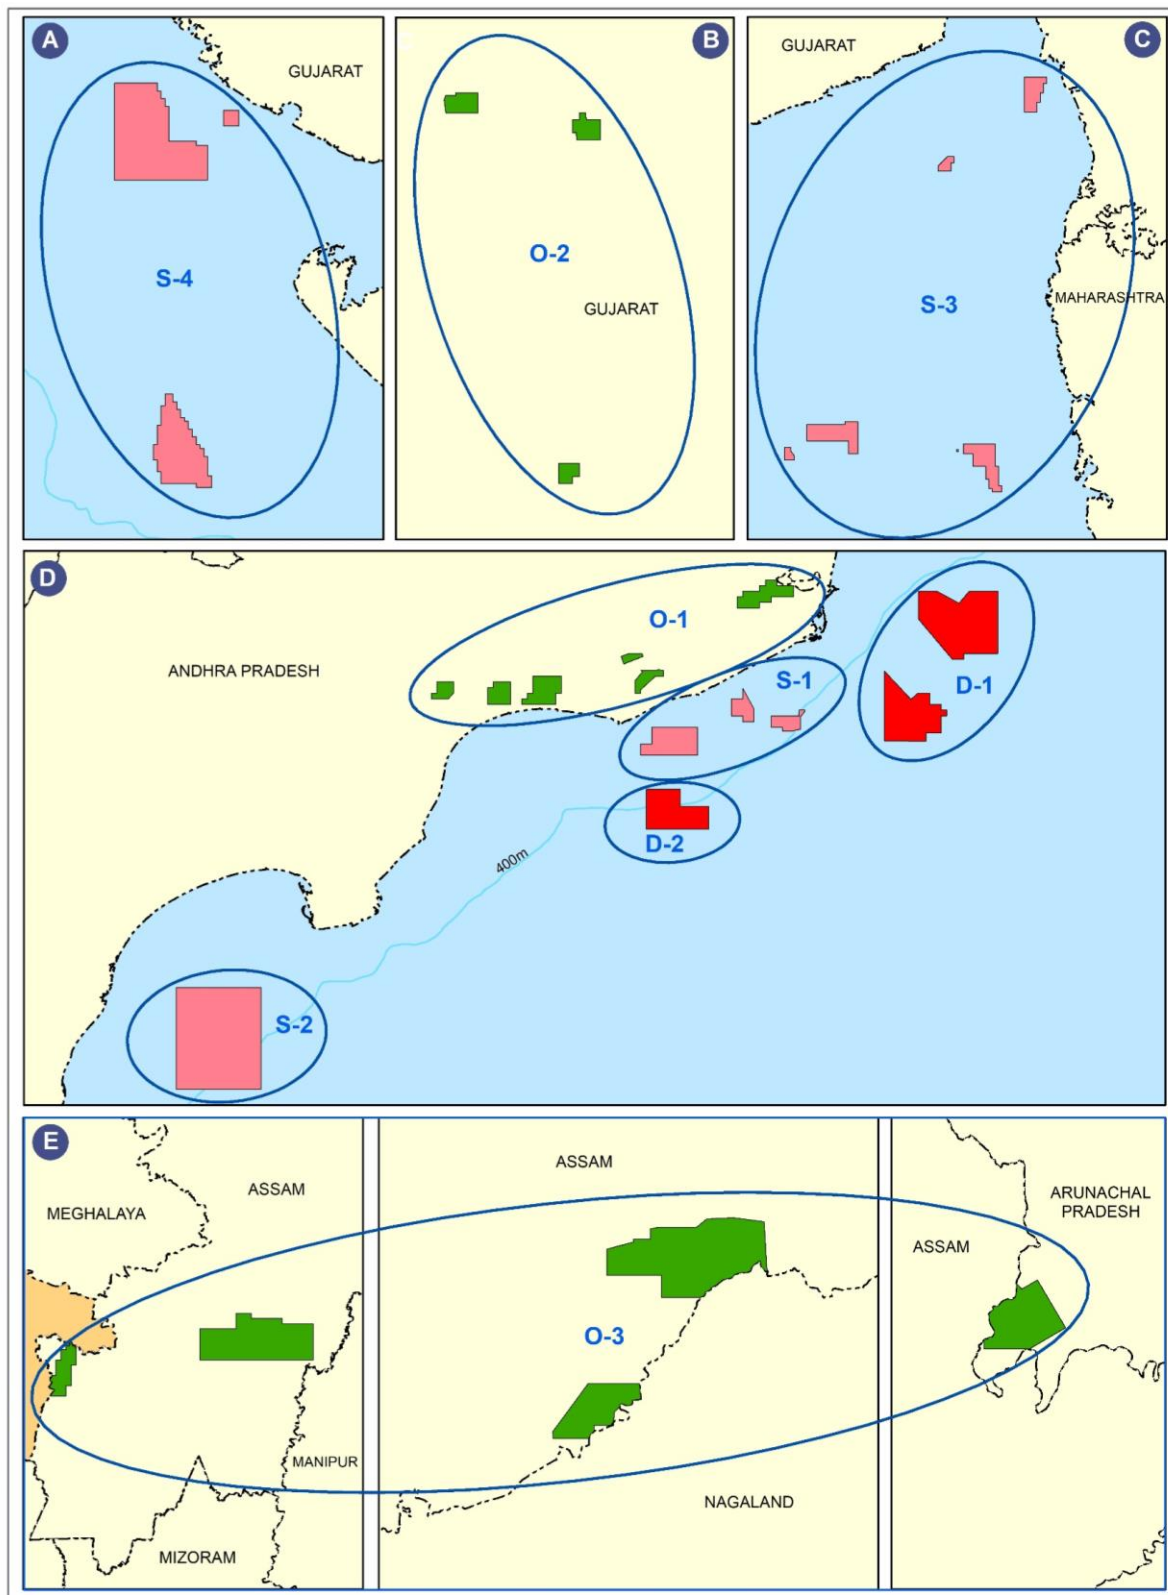 A
GUJARAT
S-4
B
O-2
GUJARAT
C
GUJARAT
S-3
MAHARASHTRA
D
ANDHRA PRADESH
O-1
S-1
D-1
D-2
400m
S-2
E
MEGHALAYA
ASSAM
MANIPUR
MIZORAM
ASSAM
O-3
NAGALAND
ARUNACHAL
PRADESH
ASSAM